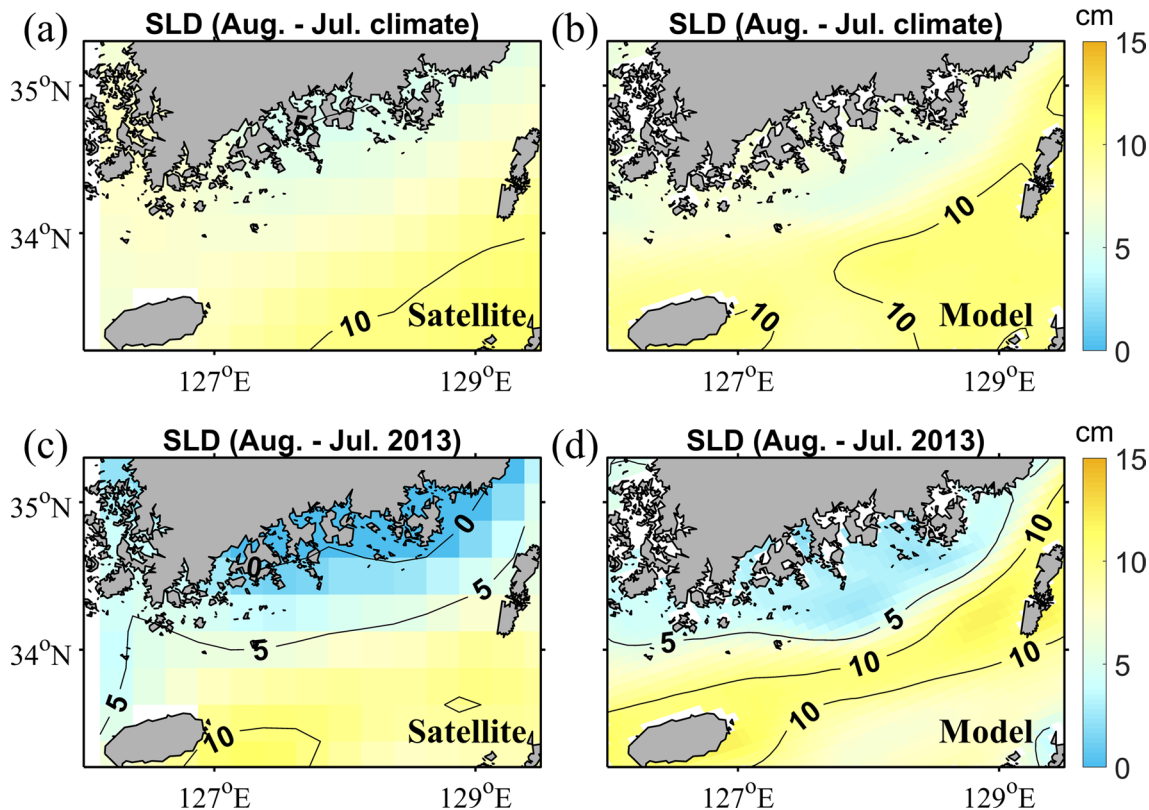 (a) SLD (Aug. - Jul. climate)
(b) SLD (Aug. - Jul. climate)
cm
35°N
34°N
5
10
Satellite
127°E
129°E
10
10
10
Model
127°E
129°E
15
10
5
0
(c) SLD (Aug. - Jul. 2013)
(d) SLD (Aug. - Jul. 2013)
cm
35°N
34°N
0
0
5
5
5
10
Satellite
127°E
129°E
10
5
5
10
10
10
Model
127°E
129°E
15
10
5
0